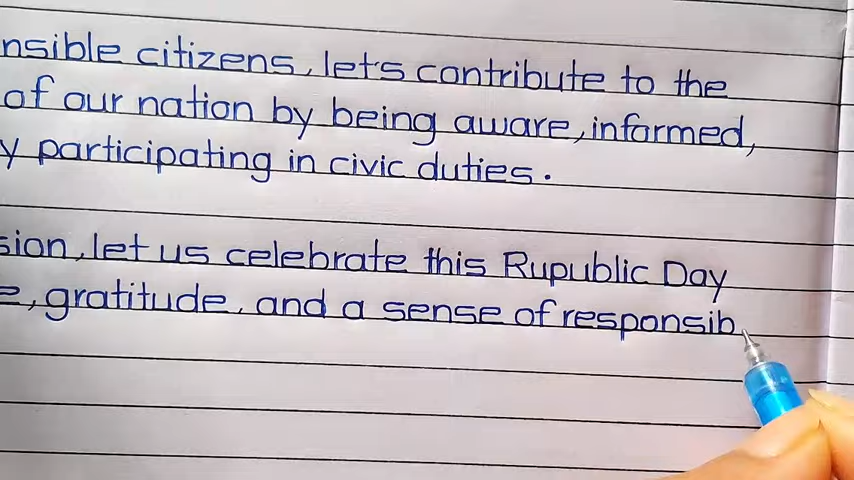 nsible citizens, let's contribute to the
of our nation by being aware, informed,
y participating in civic duties.
sion, let us celebrate this Rupublic Day
e, gratitude, and a sense of responsib